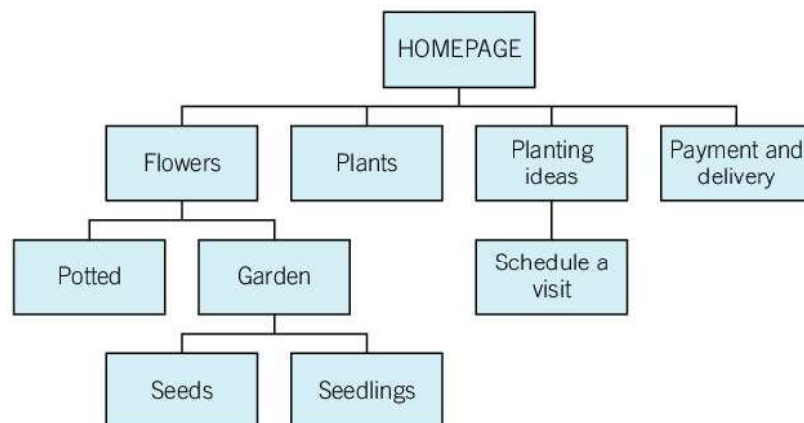 HOMEPAGE
Flowers
Plants
Planting
ideas
Payment and
delivery
Potted
Garden
Schedule a
visit
Seeds
Seedlings